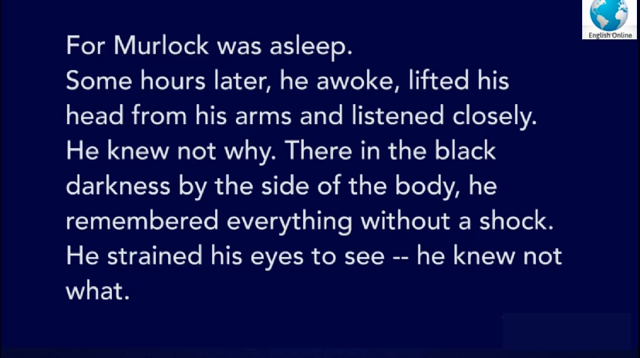 English Online
For Murlock was asleep.
Some hours later, he awoke, lifted his
head from his arms and listened closely.
He knew not why. There in the black
darkness by the side of the body, he
remembered everything without a shock.
He strained his eyes to see -- he knew not
what.